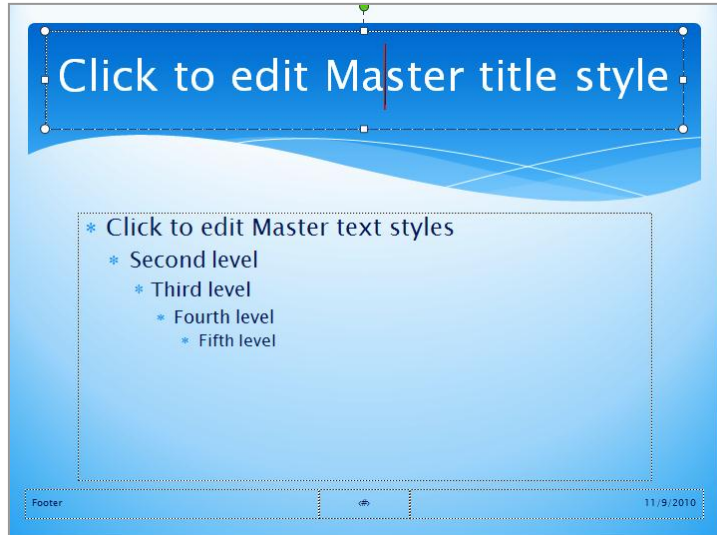 Click to edit Master title style
* Click to edit Master text styles
* Second level
* Third level
* Fourth level
* Fifth level
Footer
‹#›
11/9/2010